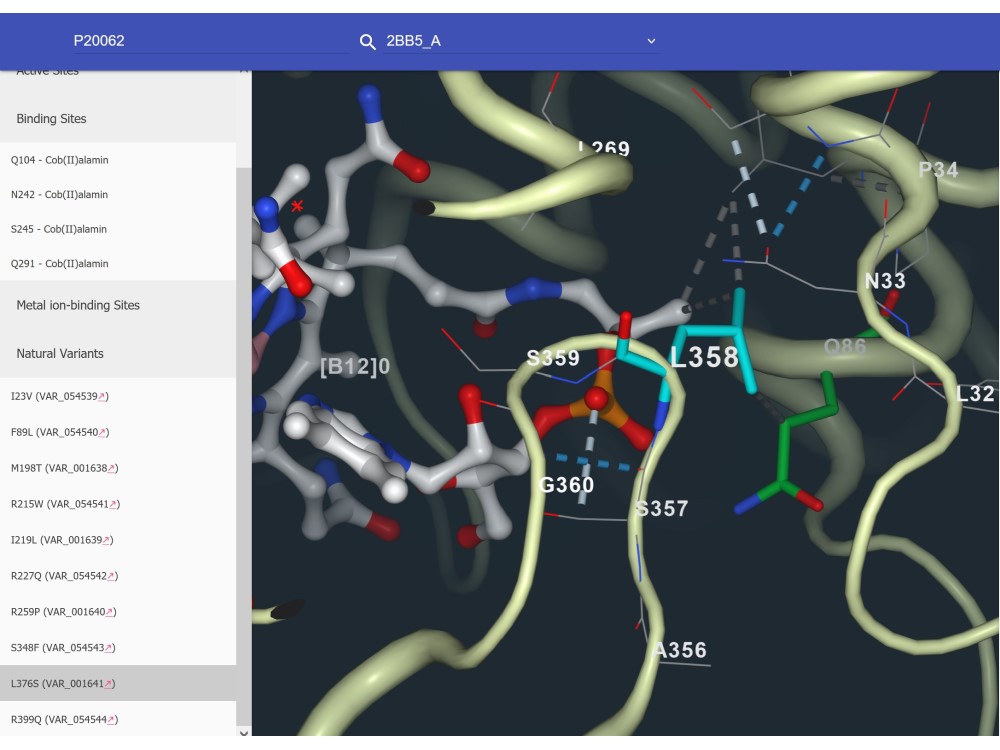 P20062 2BB5_A
Active Sites
Binding Sites
Q104 - Cob(II)alamin
N242 - Cob(II)alamin
S245 - Cob(II)alamin
Q291 - Cob(II)alamin
Metal ion-binding Sites
Natural Variants
I23V (VAR_054539)
F89L (VAR_054540)
M198T (VAR_001638)
R215W (VAR_054541)
I219L (VAR_001639)
R227Q (VAR_054542)
R259P (VAR_001640)
S348F (VAR_054543)
L376S (VAR_001641)
R399Q (VAR_054544)
L269
P34
N33
Q86
S359
L358
[B12]0
L32
G360
S357
A356